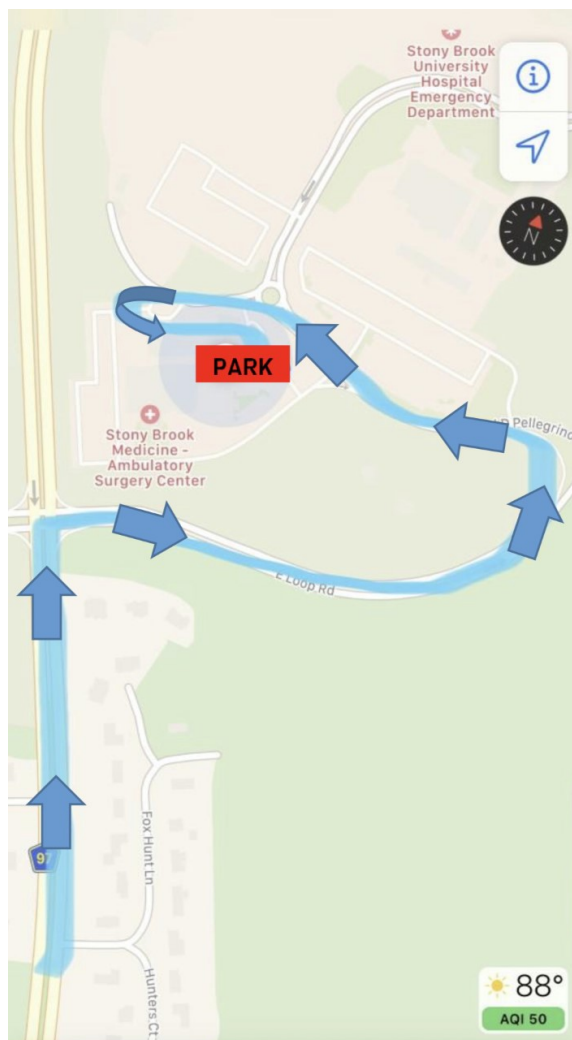 Stony Brook
University
Hospital
Emergency
Department
N
PARK
Stony Brook
Medicine -
Ambulatory
Surgery Center
D Pellegrino
E Loop Rd
97
Fox Hunt Ln
Hunters Ct
88°
AQI 50